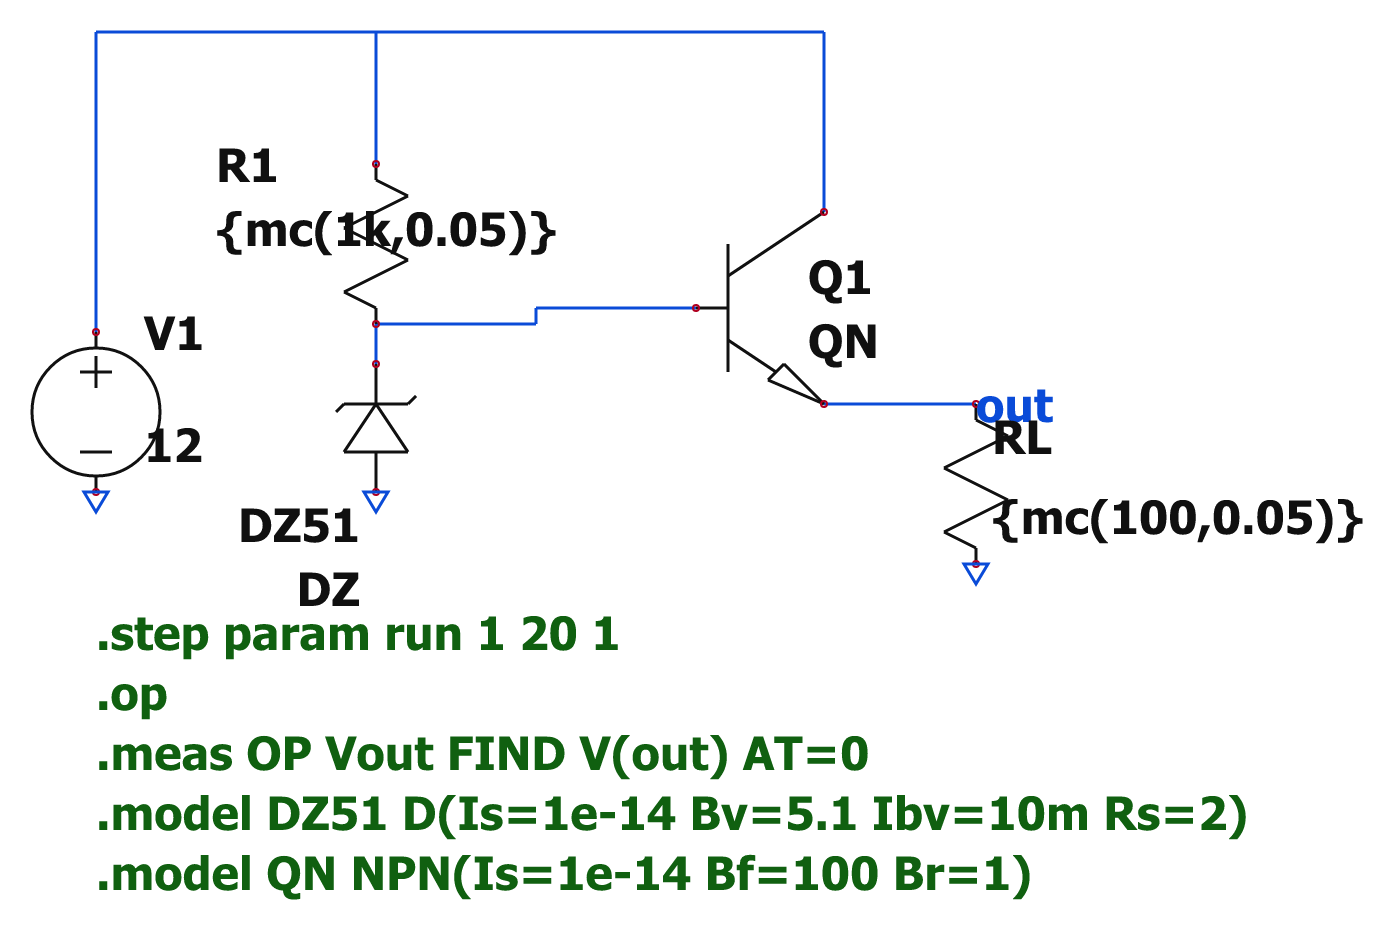 R1
{mc(1k,0.05)}
V1
12
Q1
QN
out
RL
{mc(100,0.05)}
DZ51
DZ
.step param run 1 20 1
.op
.meas OP Vout FIND V(out) AT=0
.model DZ51 D(Is=1e-14 Bv=5.1 Ibv=10m Rs=2)
.model QN NPN(Is=1e-14 Bf=100 Br=1)